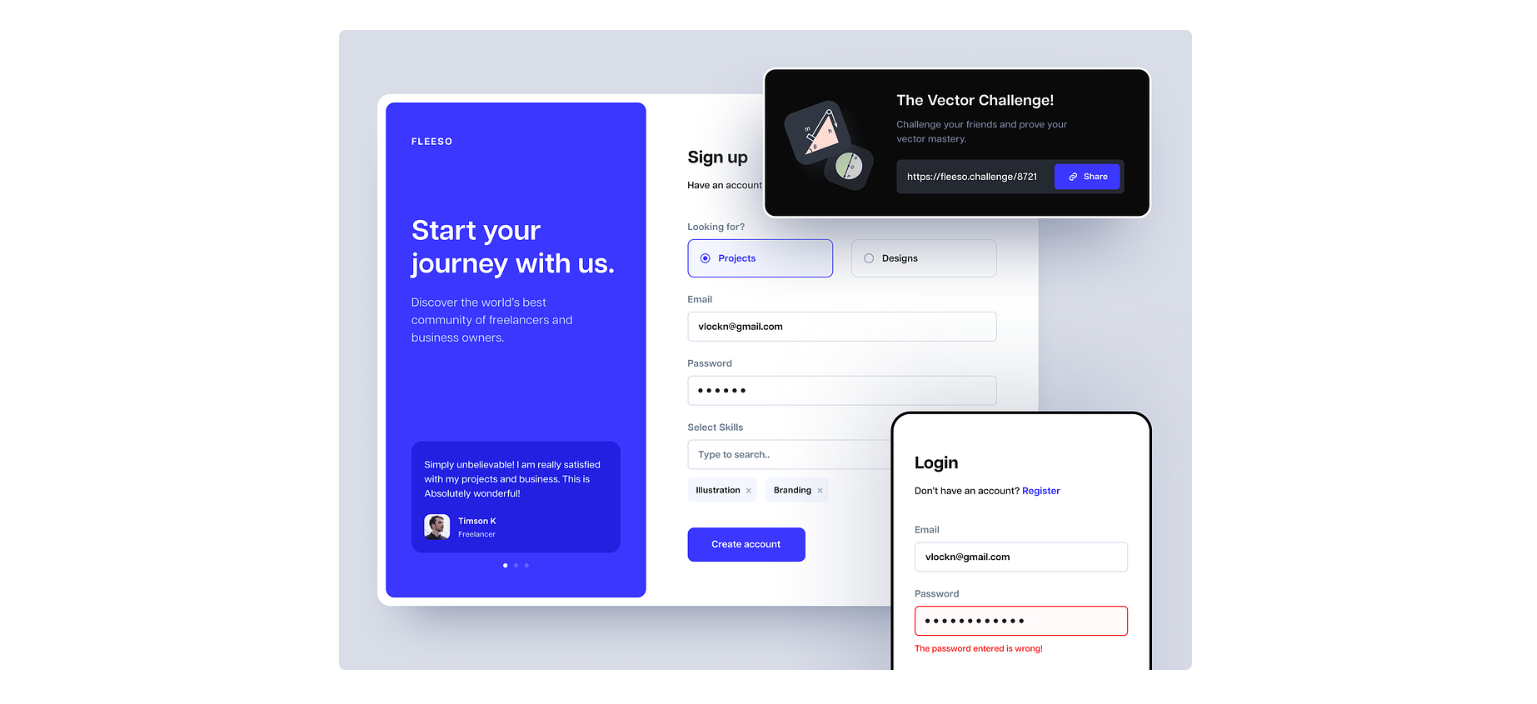 FLEESO
Start your
journey with us.
Discover the world's best
community of freelancers and
business owners.
Simply unbelievable! I am really satisfied
with my projects and business. This is
Absolutely wonderful!
Timson K
Freelancer
Sign up
Have an account
Looking for?
Projects
Designs
Email
vlockn@gmail.com
Password
Select Skills
Type to search..
Illustration ×
Branding ×
Create account
The Vector Challenge!
Challenge your friends and prove your
vector mastery.
https://fleeso.challenge/8721
Share
Login
Don't have an account? Register
Email
vlockn@gmail.com
Password
The password entered is wrong!